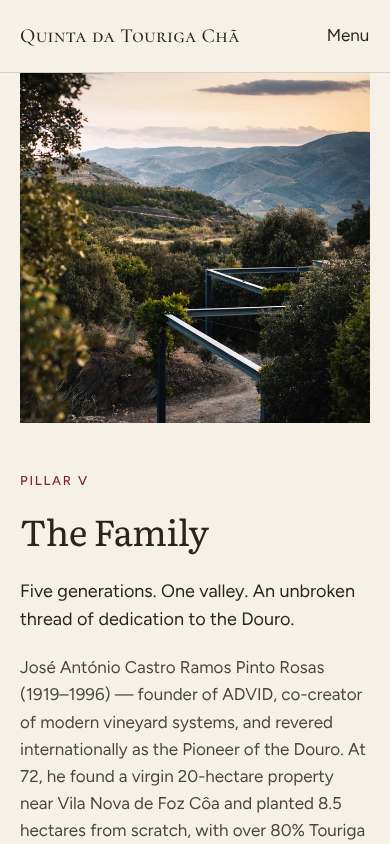 Quinta da Touriga Chã
Menu
PILLAR V
The Family
Five generations. One valley. An unbroken
thread of dedication to the Douro.
José António Castro Ramos Pinto Rosas
(1919–1996) — founder of ADVID, co-creator
of modern vineyard systems, and revered
internationally as the Pioneer of the Douro. At
72, he found a virgin 20-hectare property
near Vila Nova de Foz Côa and planted 8.5
hectares from scratch, with over 80% Touriga